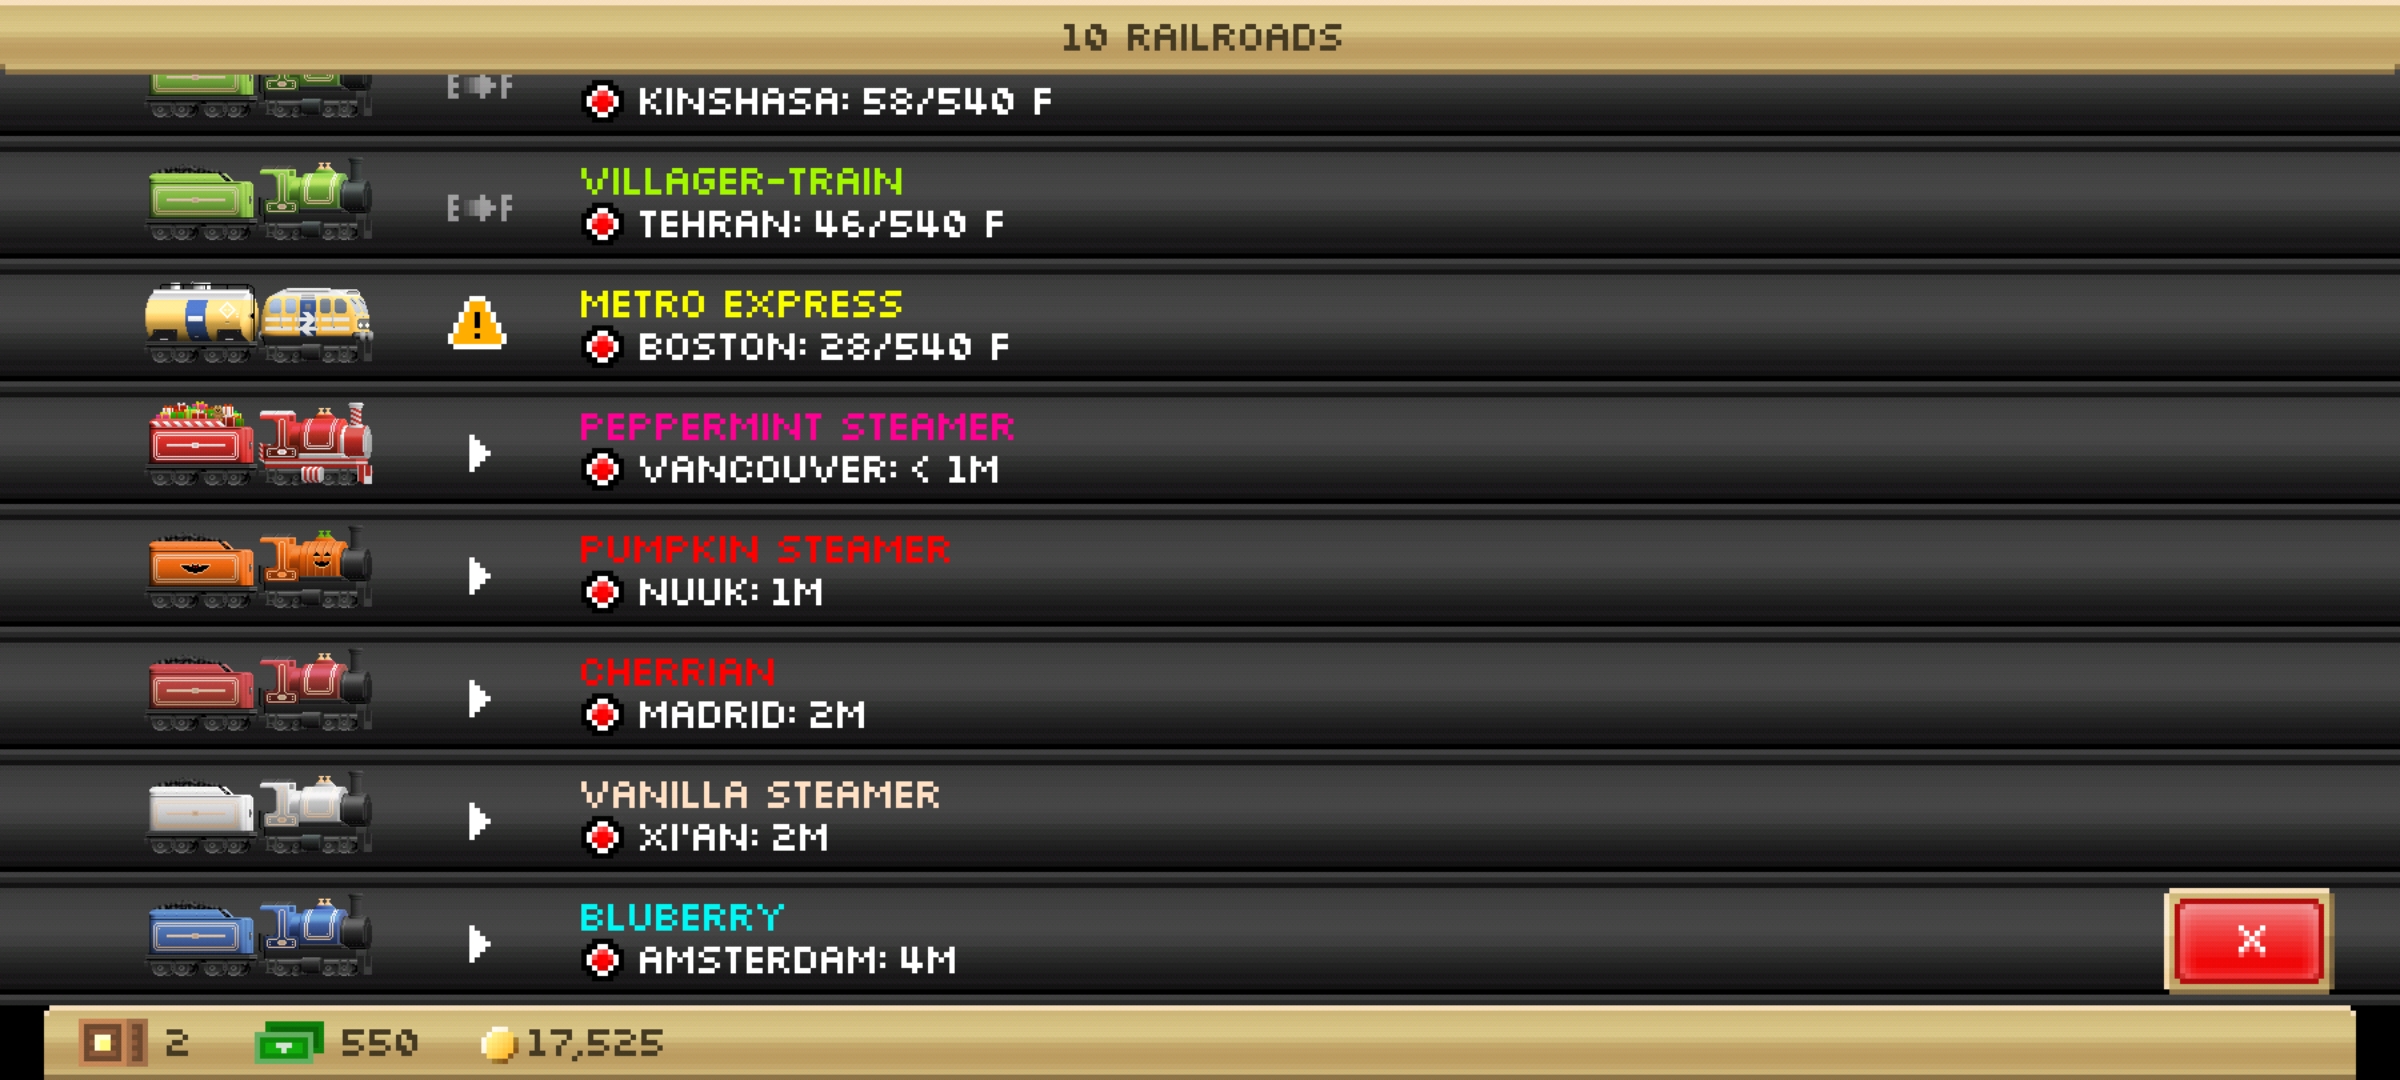 10 RAILROADS
E F
KINSHASA: 58/540 F
VILLAGER-TRAIN
E F
TEHRAN: 46/540 F
METRO EXPRESS
!
BOSTON: 28/540 F
PEPPERMINT STEAMER
VANCOUVER: < 1M
PUMPKIN STEAMER
NUUK: 1M
CHERRIAN
MADRID: 2M
VANILLA STEAMER
XI'AN: 2M
BLUBERRY
AMSTERDAM: 4M
X
2 550 17,525